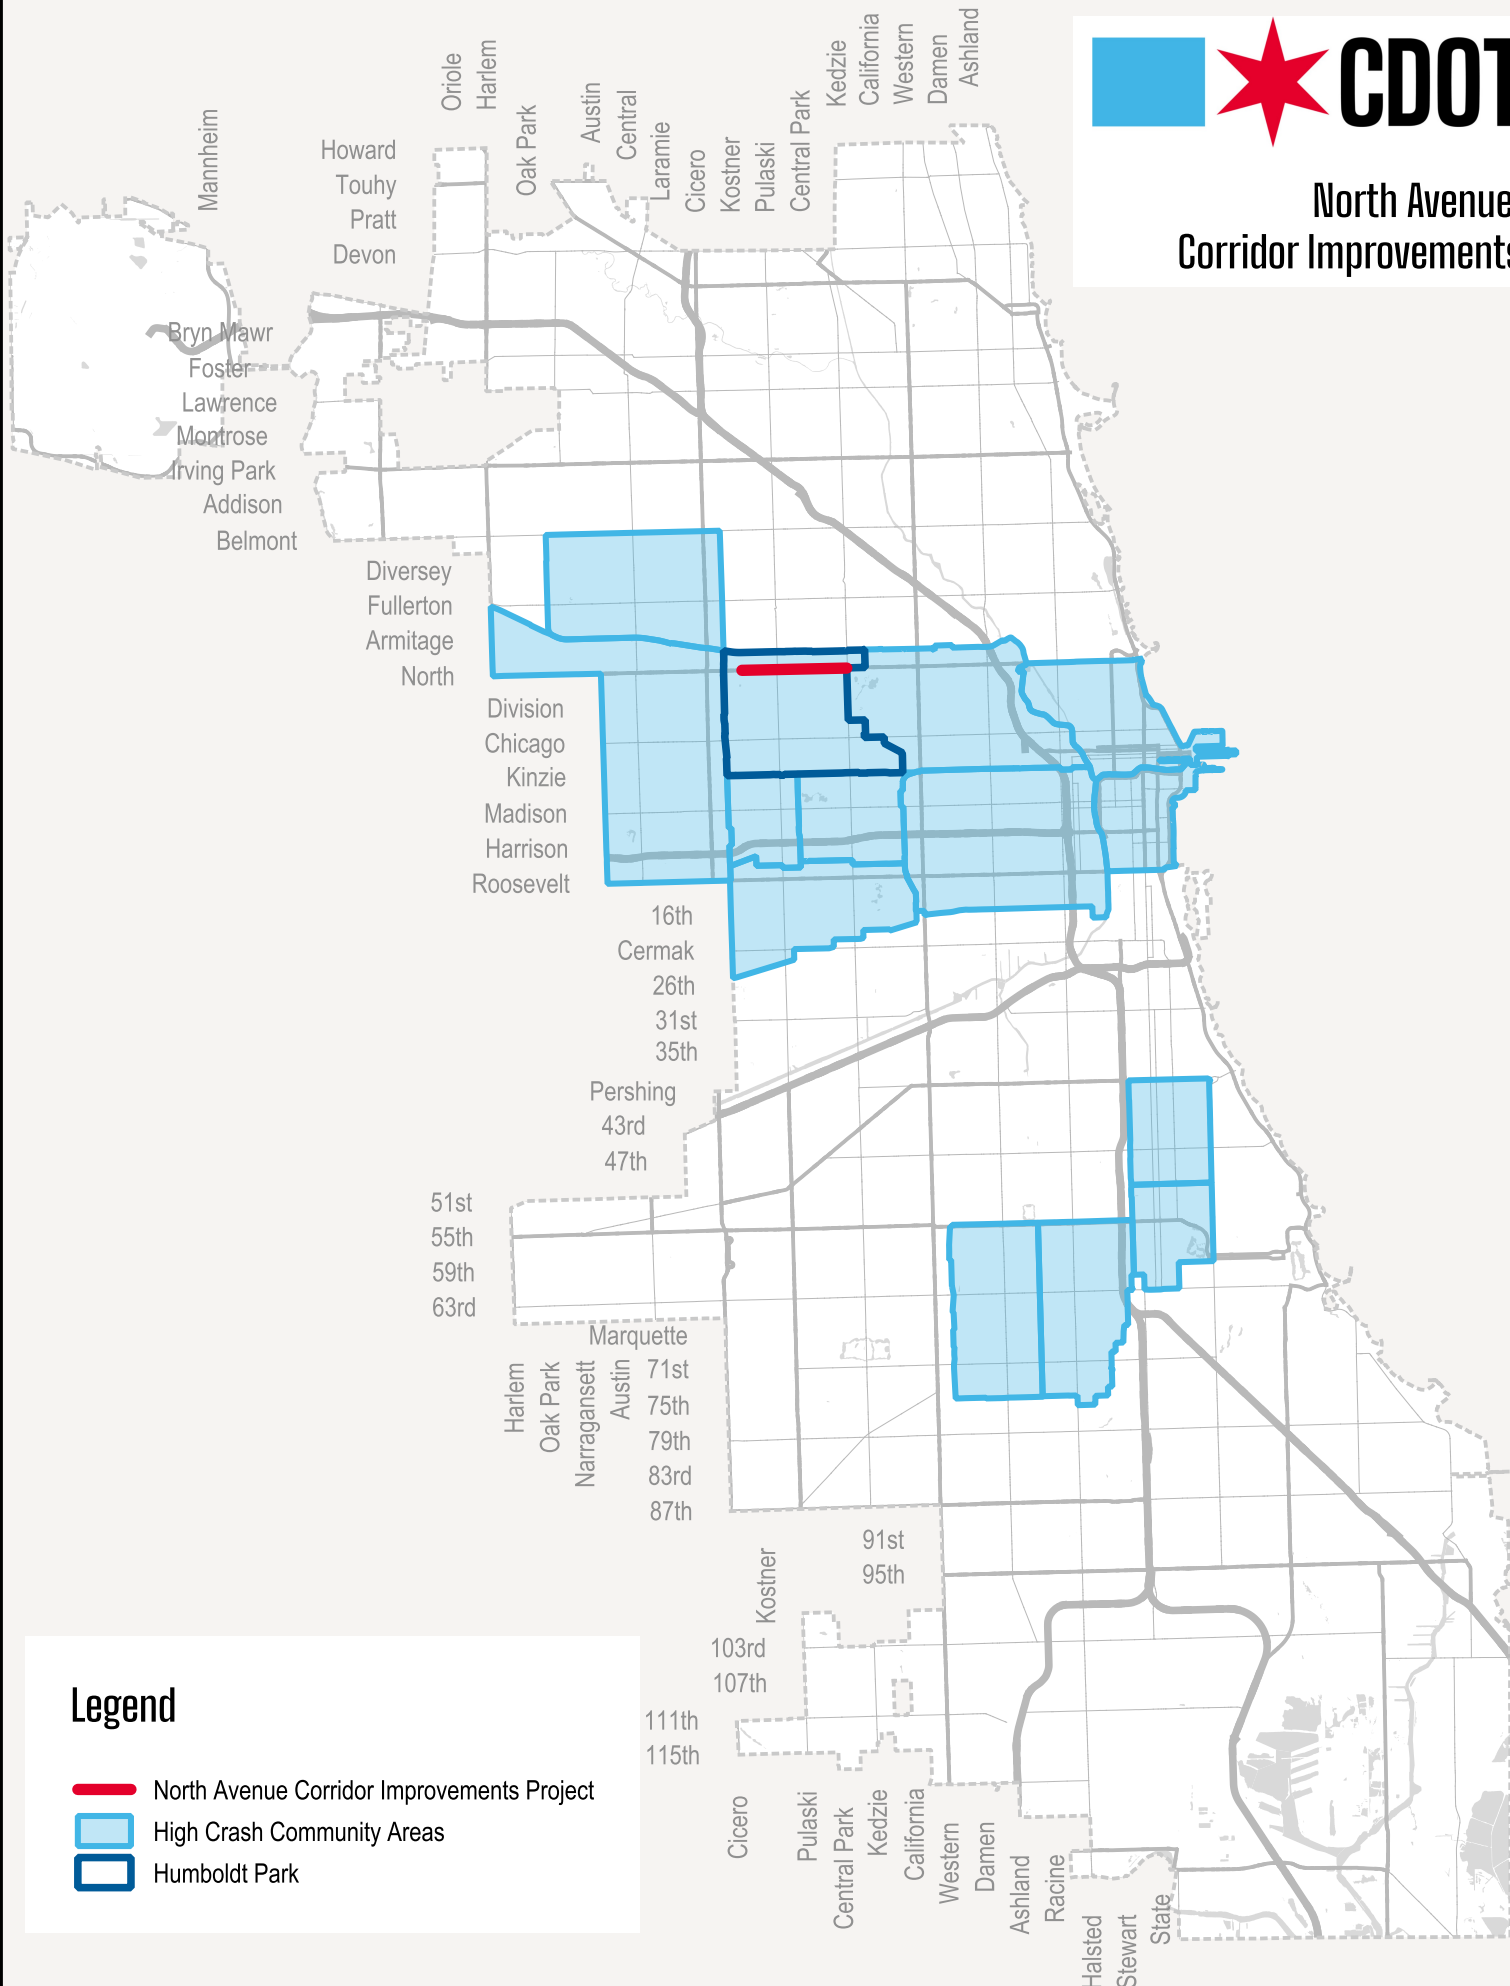 CDOT
North Avenue
Corridor Improvements
Mannheim
Oriole
Harlem
Oak Park
Austin
Central
Laramie
Cicero
Kostner
Pulaski
Central Park
Kedzie
California
Western
Damen
Ashland
Howard
Touhy
Pratt
Devon
Bryn Mawr
Foster
Lawrence
Montrose
Irving Park
Addison
Belmont
Diversey
Fullerton
Armitage
North
Division
Chicago
Kinzie
Madison
Harrison
Roosevelt
16th
Cermak
26th
31st
35th
Pershing
43rd
47th
51st
55th
59th
63rd
Marquette
71st
75th
79th
83rd
87th
Harlem
Oak Park
Narragansett
Austin
91st
95th
Kostner
103rd
107th
111th
115th
Cicero
Pulaski
Central Park
Kedzie
California
Western
Damen
Ashland
Racine
Halsted
Stewart
State
Legend
North Avenue Corridor Improvements Project
High Crash Community Areas
Humboldt Park